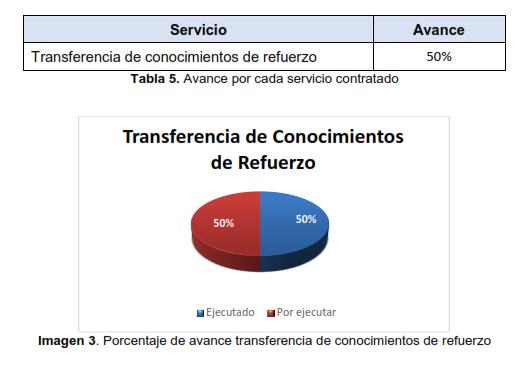 Servicio Avance
Transferencia de conocimientos de refuerzo 50%
Tabla 5. Avance por cada servicio contratado
Transferencia de Conocimientos
de Refuerzo
50% 50%
Ejecutado Por ejecutar
Imagen 3. Porcentaje de avance transferencia de conocimientos de refuerzo